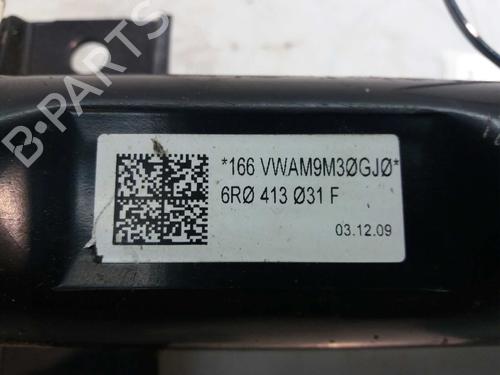 *166 VWAM9M3ØGJØ*
6RØ 413 Ø31 F
03.12.09
B-PARTS